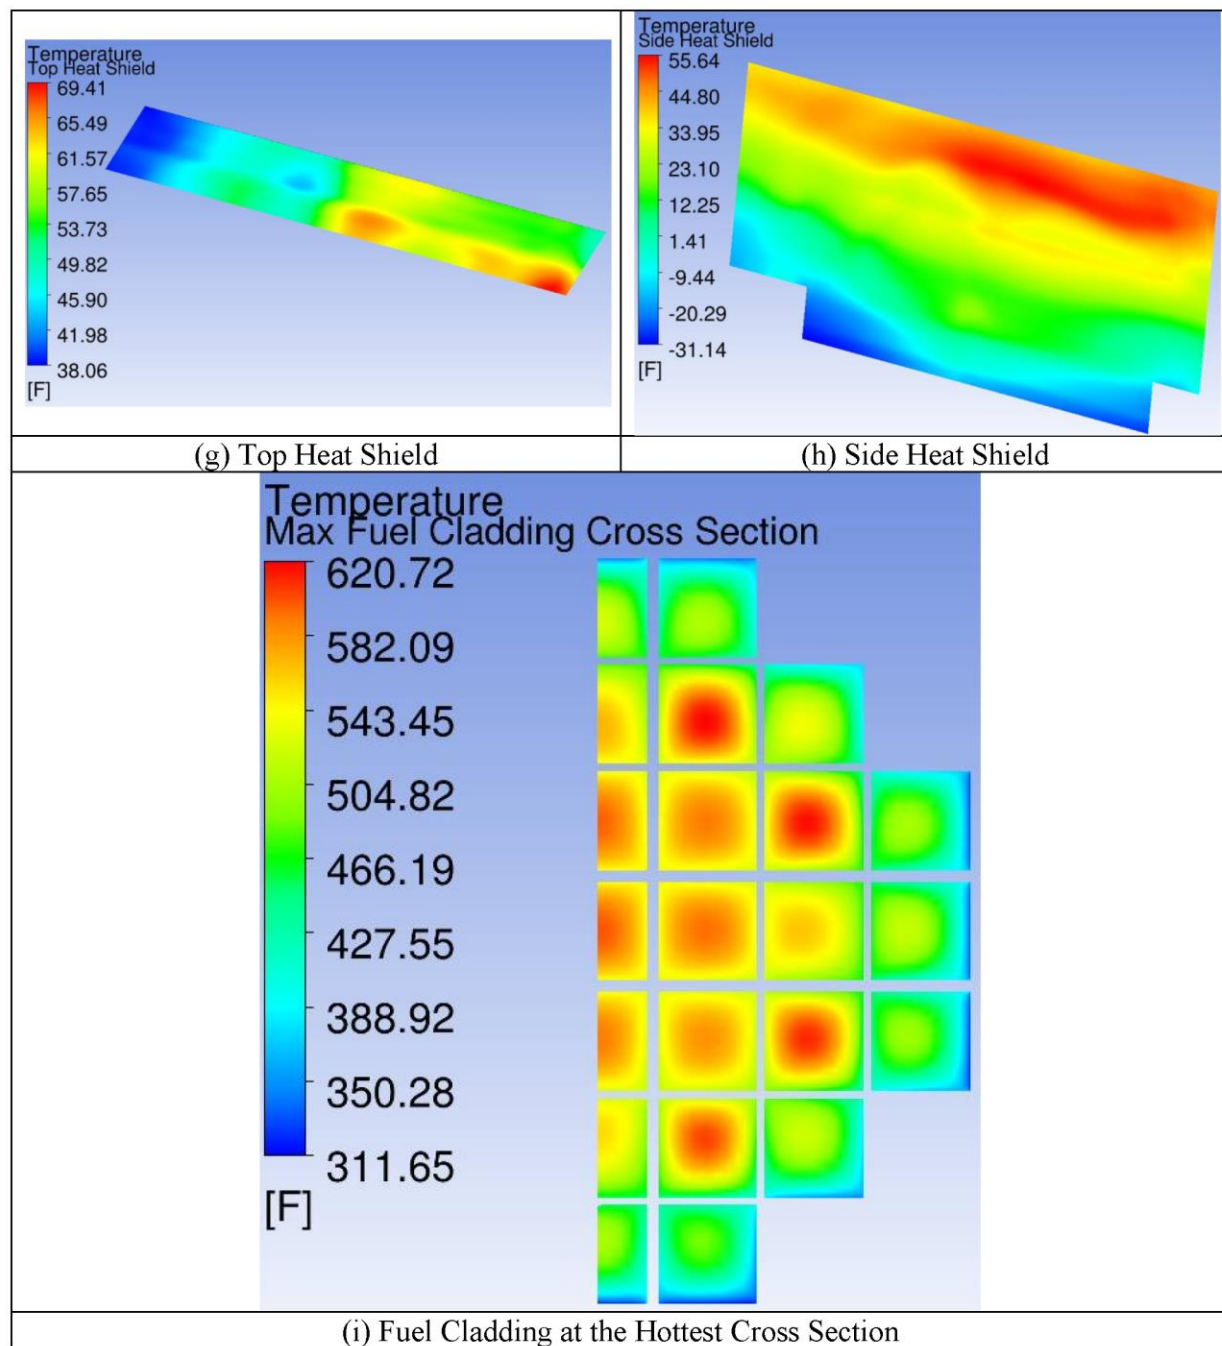 Temperature
Top Heat Shield
69.41
65.49
61.57
57.65
53.73
49.82
45.90
41.98
38.06
[F]
(g) Top Heat Shield
Temperature
Side Heat Shield
55.64
44.80
33.95
23.10
12.25
1.41
-9.44
-20.29
-31.14
[F]
(h) Side Heat Shield
Temperature
Max Fuel Cladding Cross Section
620.72
582.09
543.45
504.82
466.19
427.55
388.92
350.28
311.65
[F]
(i) Fuel Cladding at the Hottest Cross Section